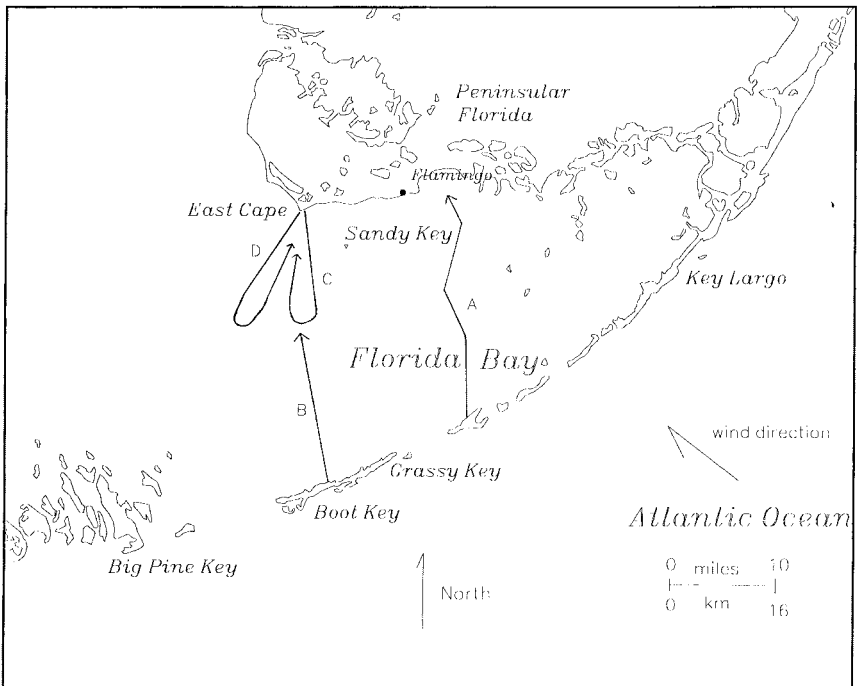 Peninsular
Florida
Flamingo
East Cape
D
Sandy Key
C
Key Largo
A
Florida Bay
B
wind direction
Grassy Key
Boot Key
Atlantic Ocean
Big Pine Key
North
0 miles 10
0 km 16